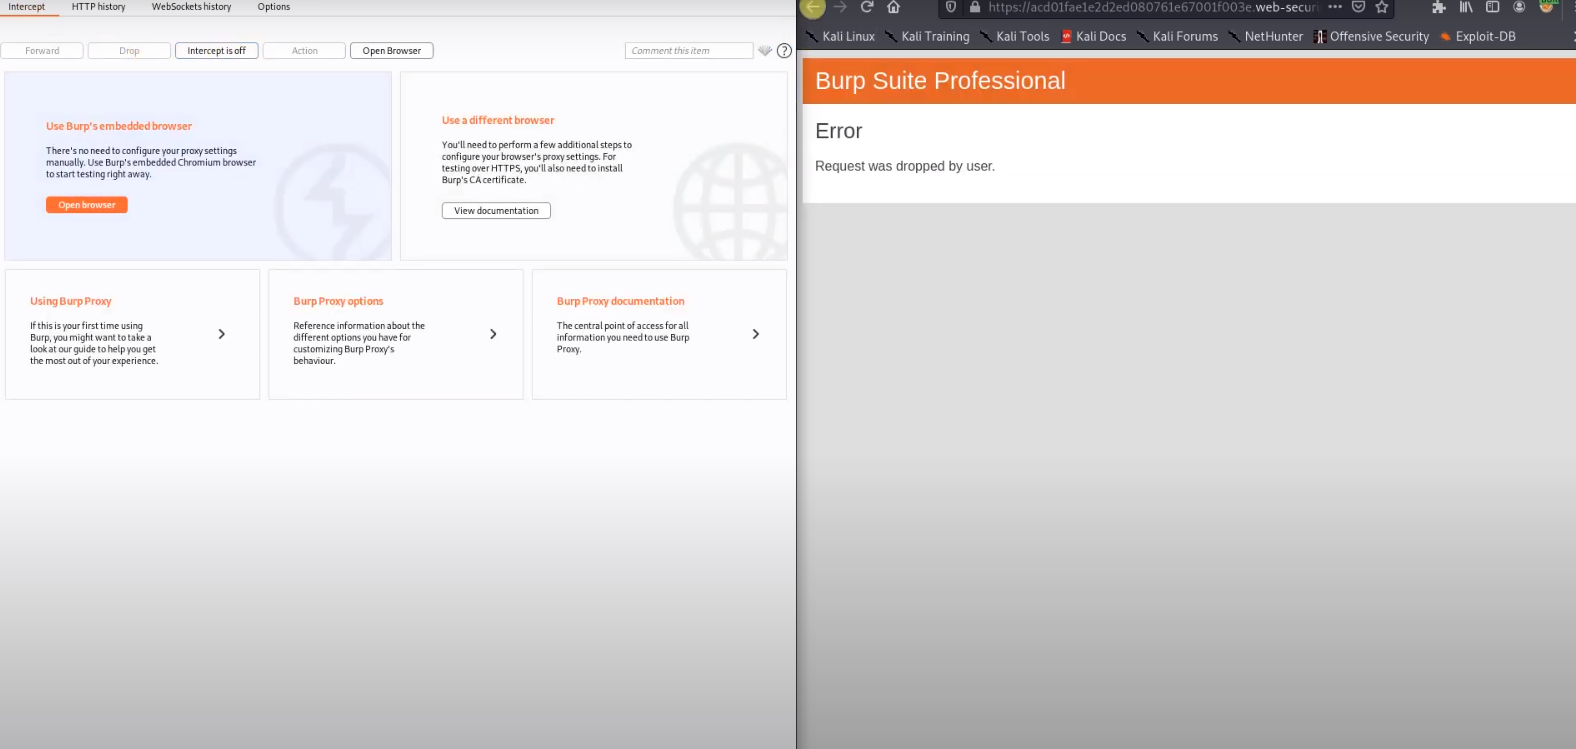 Intercept HTTP history WebSockets history Options
Forward Drop Intercept is off Action Open Browser Comment this item ?
Use Burp's embedded browser
There's no need to configure your proxy settings
manually. Use Burp's embedded Chromium browser
to start testing right away.
Open browser
Use a different browser
You'll need to perform a few additional steps to
configure your browser's proxy settings. For
testing over HTTPS, you'll also need to install
Burp's CA certificate.
View documentation
Using Burp Proxy
If this is your first time using
Burp, you might want to take a
look at our guide to help you get
the most out of your experience.
Burp Proxy options
Reference information about the
different options you have for
customizing Burp Proxy's
behaviour.
Burp Proxy documentation
The central point of access for all
information you need to use Burp
Proxy.
https://acd01fae1e2d2ed080761e67001f003e.web-securi
Kali Linux Kali Training Kali Tools Kali Docs Kali Forums NetHunter Offensive Security Exploit-DB
Burp Suite Professional
Error
Request was dropped by user.